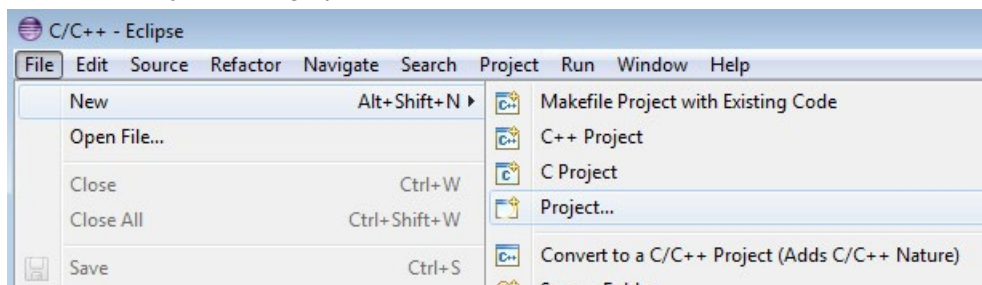 C/C++ - Eclipse
File Edit Source Refactor Navigate Search Project Run Window Help
New Alt+Shift+N
Open File...
Close Ctrl+W
Close All Ctrl+Shift+W
Save Ctrl+S
Makefile Project with Existing Code
C++ Project
C Project
Project...
Convert to a C/C++ Project (Adds C/C++ Nature)